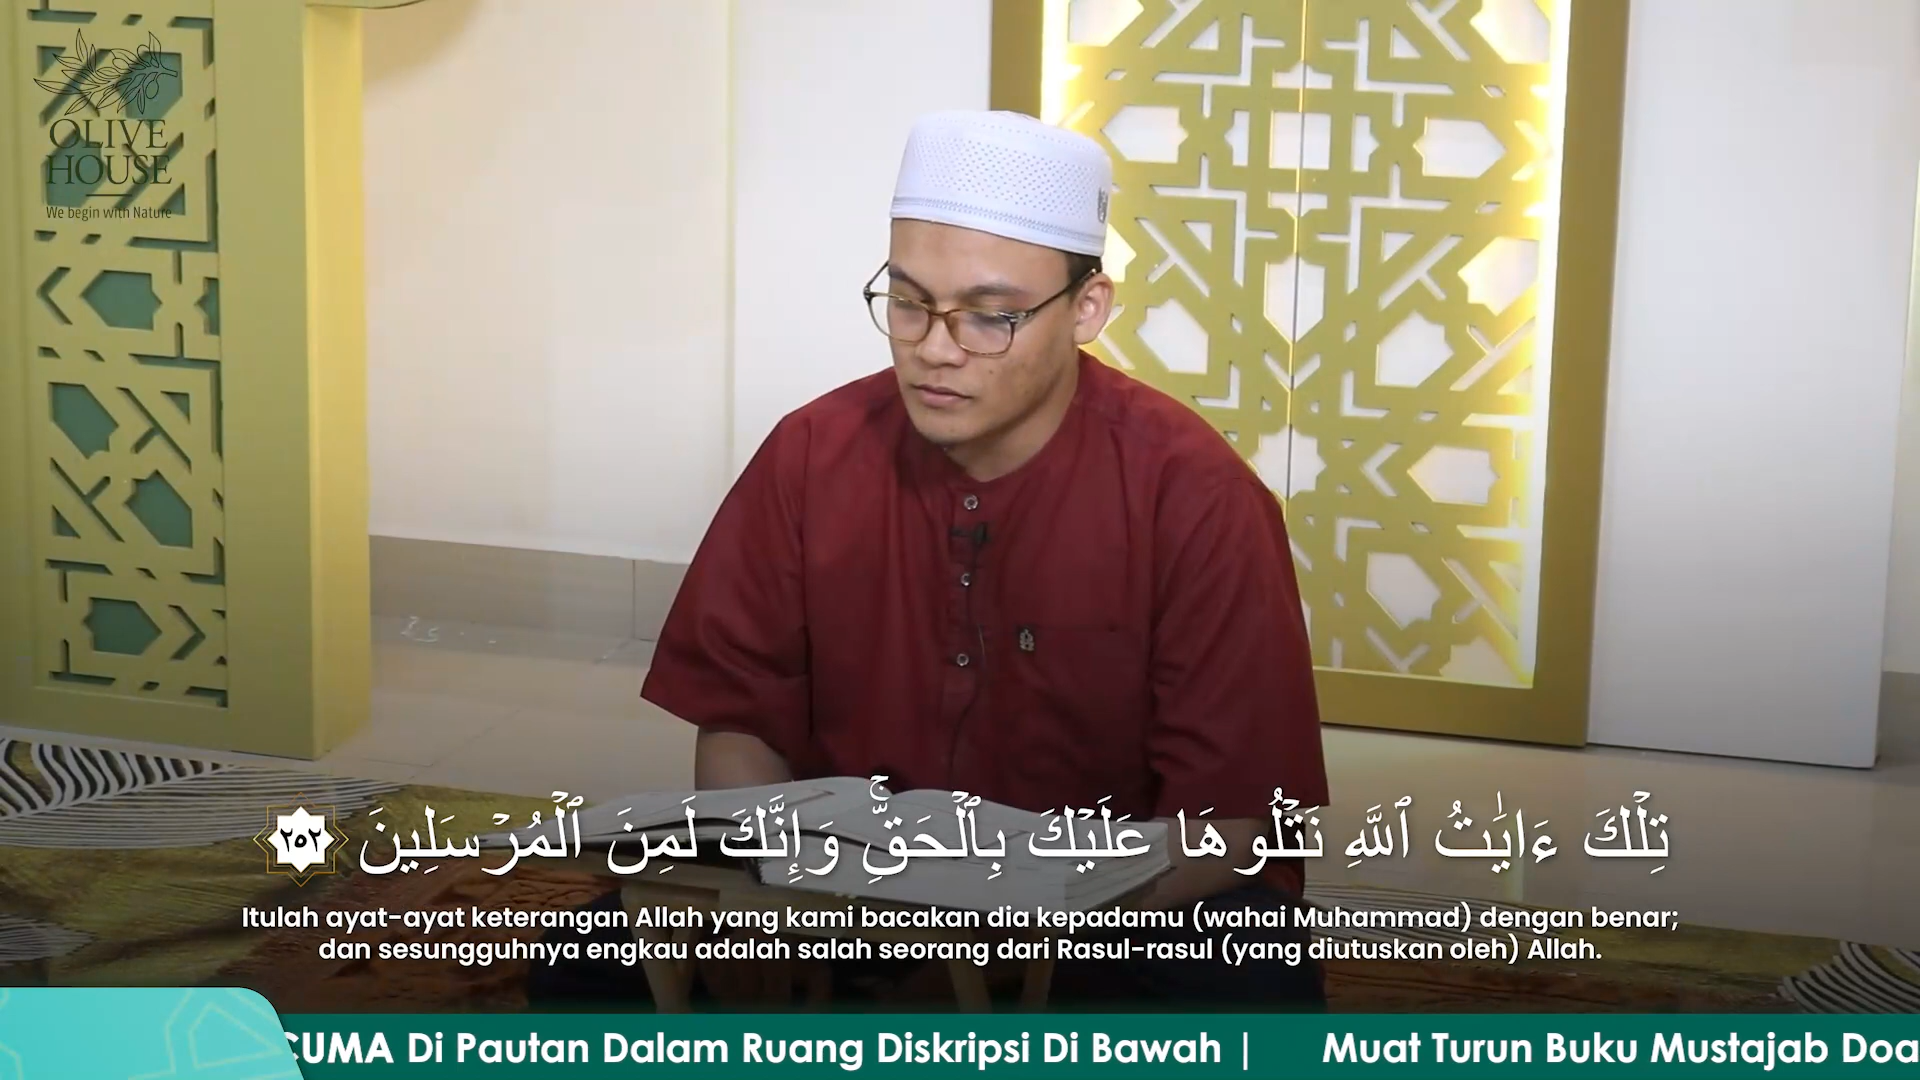 OLIVE
HOUSE
We begin with Nature
تِلْكَ ءَايَٰتُ ٱللَّهِ نَتْلُوهَا عَلَيْكَ بِٱلْحَقِّ ۚ وَإِنَّكَ لَمِنَ ٱلْمُرْسَلِينَ ٢٥٢
Itulah ayat-ayat keterangan Allah yang kami bacakan dia kepadamu (wahai Muhammad) dengan benar;
dan sesungguhnya engkau adalah salah seorang dari Rasul-rasul (yang diutuskan oleh) Allah.
CUMA Di Pautan Dalam Ruang Diskripsi Di Bawah | Muat Turun Buku Mustajab Doa